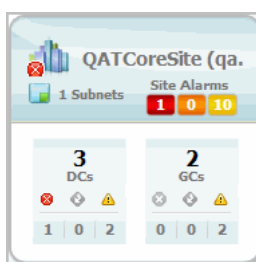 QATCoreSite (qa.
1 Subnets
Site Alarms
1 0 10
3
DCs
1 0 2
2
GCs
0 0 2